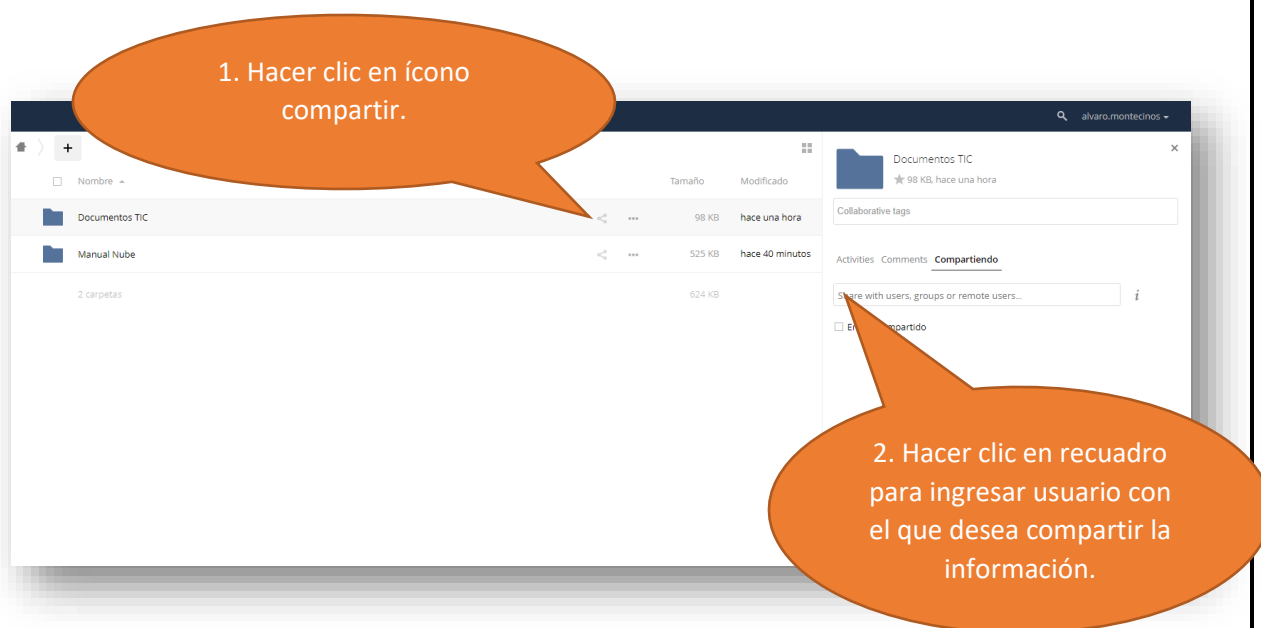 1. Hacer clic en ícono
compartir.
alvaro.montecinos
+
Nombre
Tamaño
Modificado
Documentos TIC
98 KB
hace una hora
Manual Nube
525 KB
hace 40 minutos
2 carpetas
624 KB
×
Documentos TIC
98 KB, hace una hora
Collaborative tags
Activities Comments Compartiendo
Share with users, groups or remote users...
i
2. Hacer clic en recuadro
para ingresar usuario con
el que desea compartir la
información.